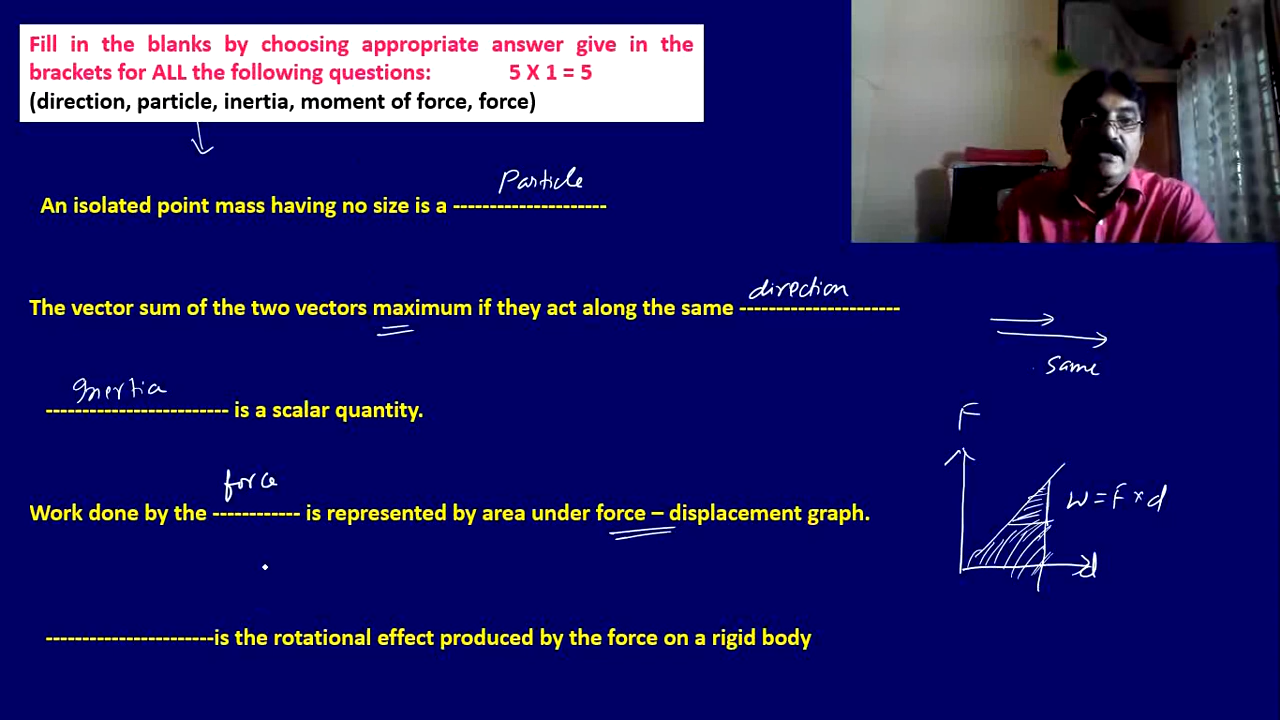 Fill in the blanks by choosing appropriate answer give in the
brackets for ALL the following questions: 5 X 1 = 5
(direction, particle, inertia, moment of force, force)
Particle
An isolated point mass having no size is a ---------------------
direction
The vector sum of the two vectors maximum if they act along the same ----------------------
Same
Inertia
------------------------- is a scalar quantity.
F
force
W = F × d
Work done by the ------------ is represented by area under force – displacement graph.
d
-----------------------is the rotational effect produced by the force on a rigid body